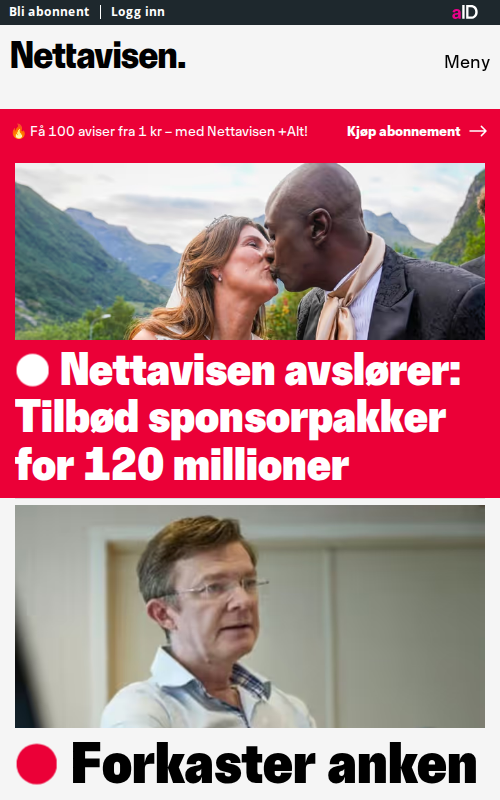 Bli abonnent | Logg inn
aID
Nettavisen.
Meny
🔥 Få 100 aviser fra 1 kr – med Nettavisen +Alt!
Kjøp abonnement →
Nettavisen avslører:
Tilbød sponsorpakker
for 120 millioner
Forkaster anken